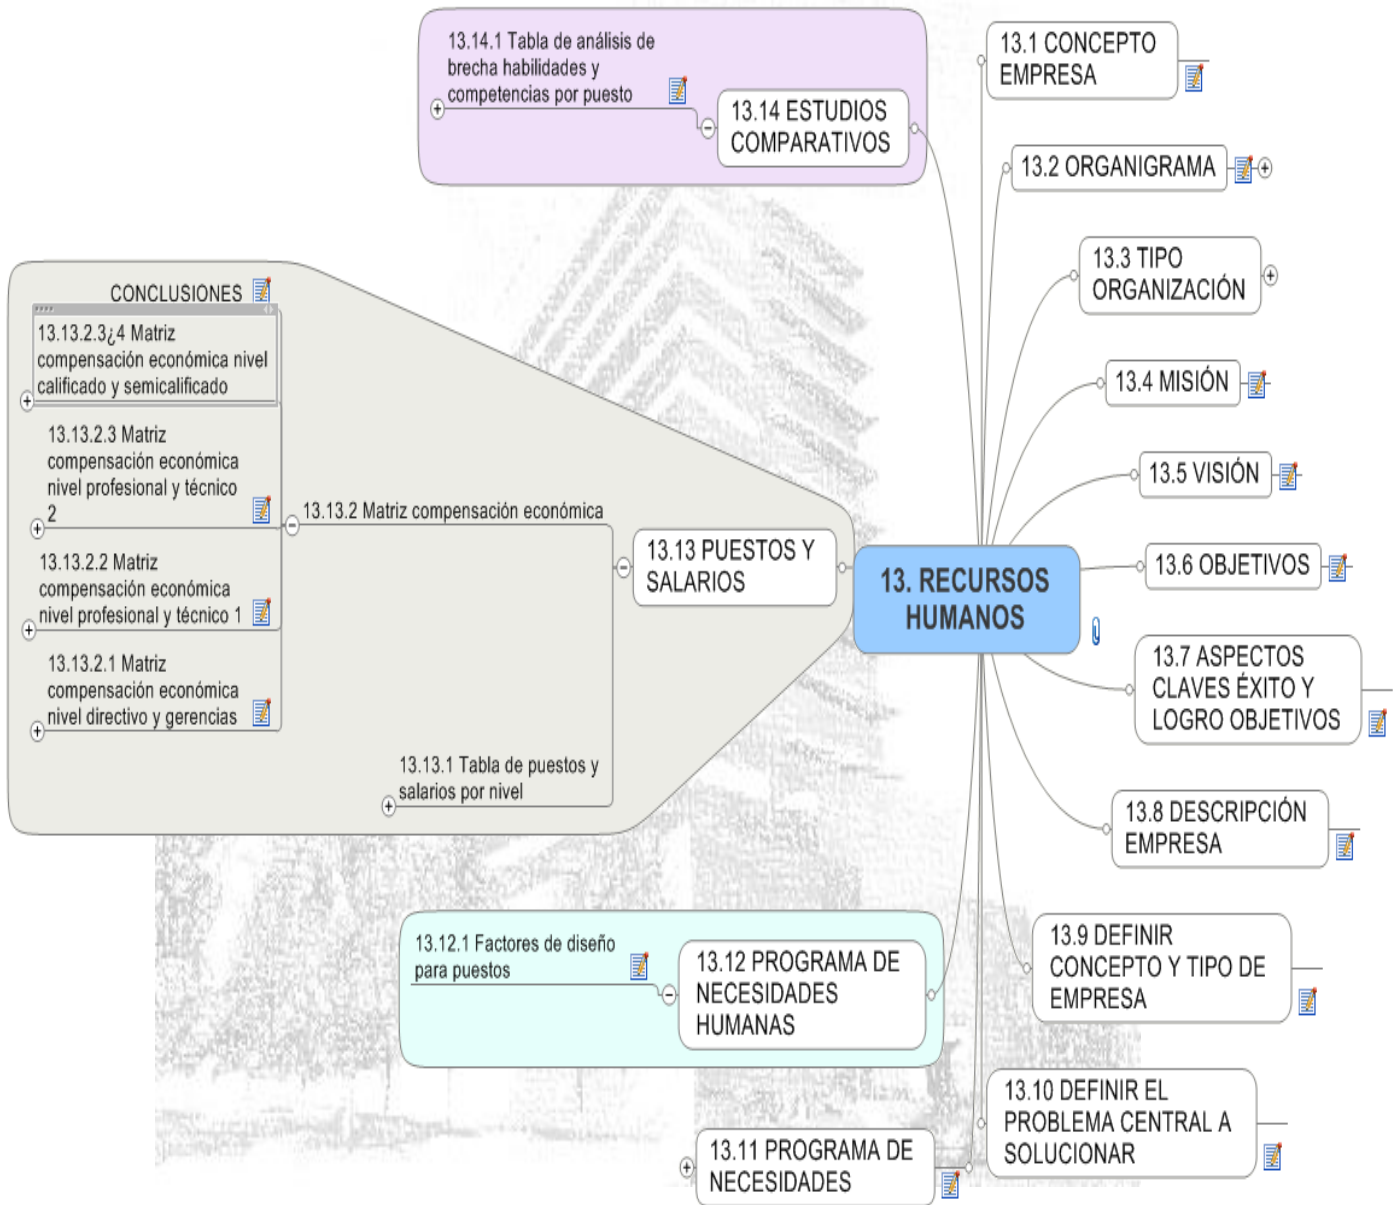 13. RECURSOS
HUMANOS
13.1 CONCEPTO
EMPRESA
13.2 ORGANIGRAMA
13.3 TIPO
ORGANIZACIÓN
13.4 MISIÓN
13.5 VISIÓN
13.6 OBJETIVOS
13.7 ASPECTOS
CLAVES ÉXITO Y
LOGRO OBJETIVOS
13.8 DESCRIPCIÓN
EMPRESA
13.9 DEFINIR
CONCEPTO Y TIPO DE
EMPRESA
13.10 DEFINIR EL
PROBLEMA CENTRAL A
SOLUCIONAR
13.11 PROGRAMA DE
NECESIDADES
13.12 PROGRAMA DE
NECESIDADES
HUMANAS
13.12.1 Factores de diseño
para puestos
13.13 PUESTOS Y
SALARIOS
13.13.1 Tabla de puestos y
salarios por nivel
13.13.2 Matriz compensación económica
13.13.2.1 Matriz
compensación económica
nivel directivo y gerencias
13.13.2.2 Matriz
compensación económica
nivel profesional y técnico 1
13.13.2.3 Matriz
compensación económica
nivel profesional y técnico
2
13.13.2.3¿4 Matriz
compensación económica nivel
calificado y semicalificado
CONCLUSIONES
13.14 ESTUDIOS
COMPARATIVOS
13.14.1 Tabla de análisis de
brecha habilidades y
competencias por puesto